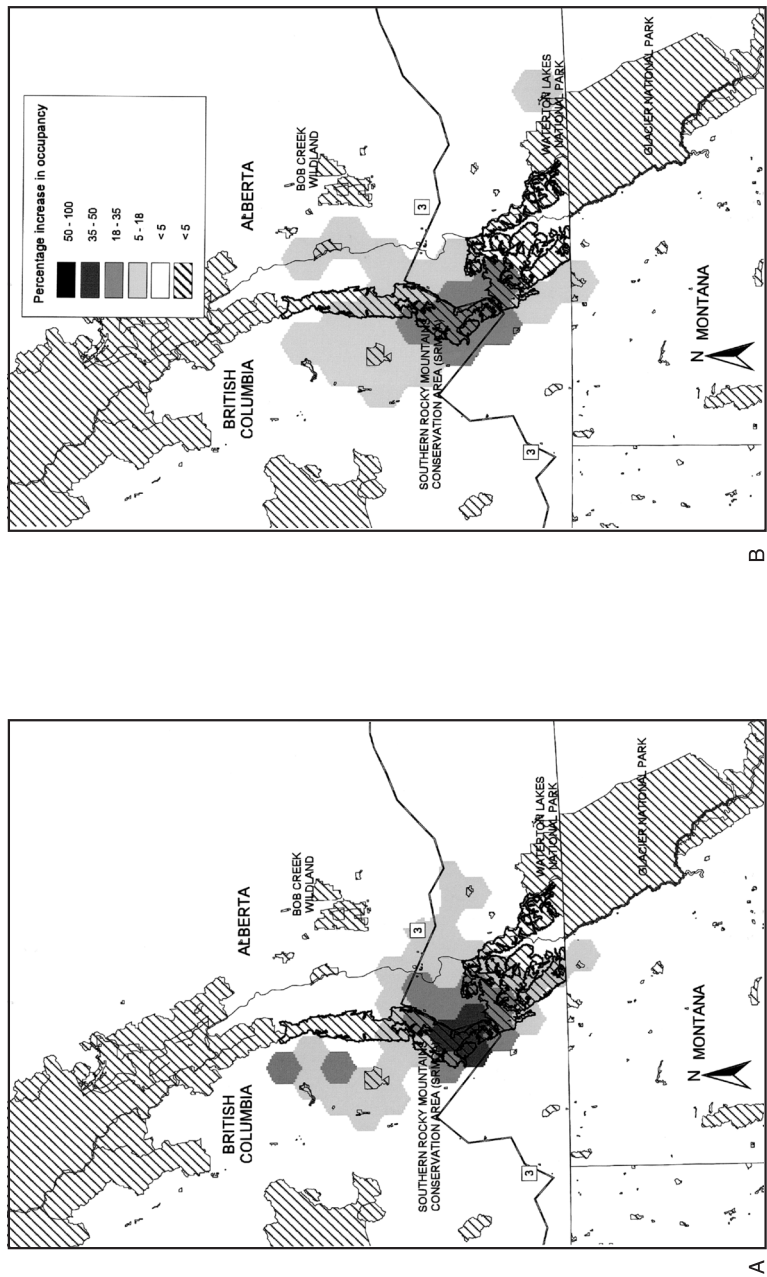 A
BRITISH
COLUMBIA
ALBERTA
BOB CREEK
WILDLAND
3
SOUTHERN ROCKY MOUNTAINS
CONSERVATION AREA
3
WATERTON LAKES
NATIONAL PARK
GLACIER NATIONAL PARK
N
MONTANA
B
Percentage increase in occupancy
50 - 100
35 - 50
18 - 35
5 - 18
< 5
< 5
BRITISH
COLUMBIA
ALBERTA
BOB CREEK
WILDLAND
3
SOUTHERN ROCKY MOUNTAINS
CONSERVATION AREA
3
WATERTON LAKES
NATIONAL PARK
GLACIER NATIONAL PARK
N
MONTANA